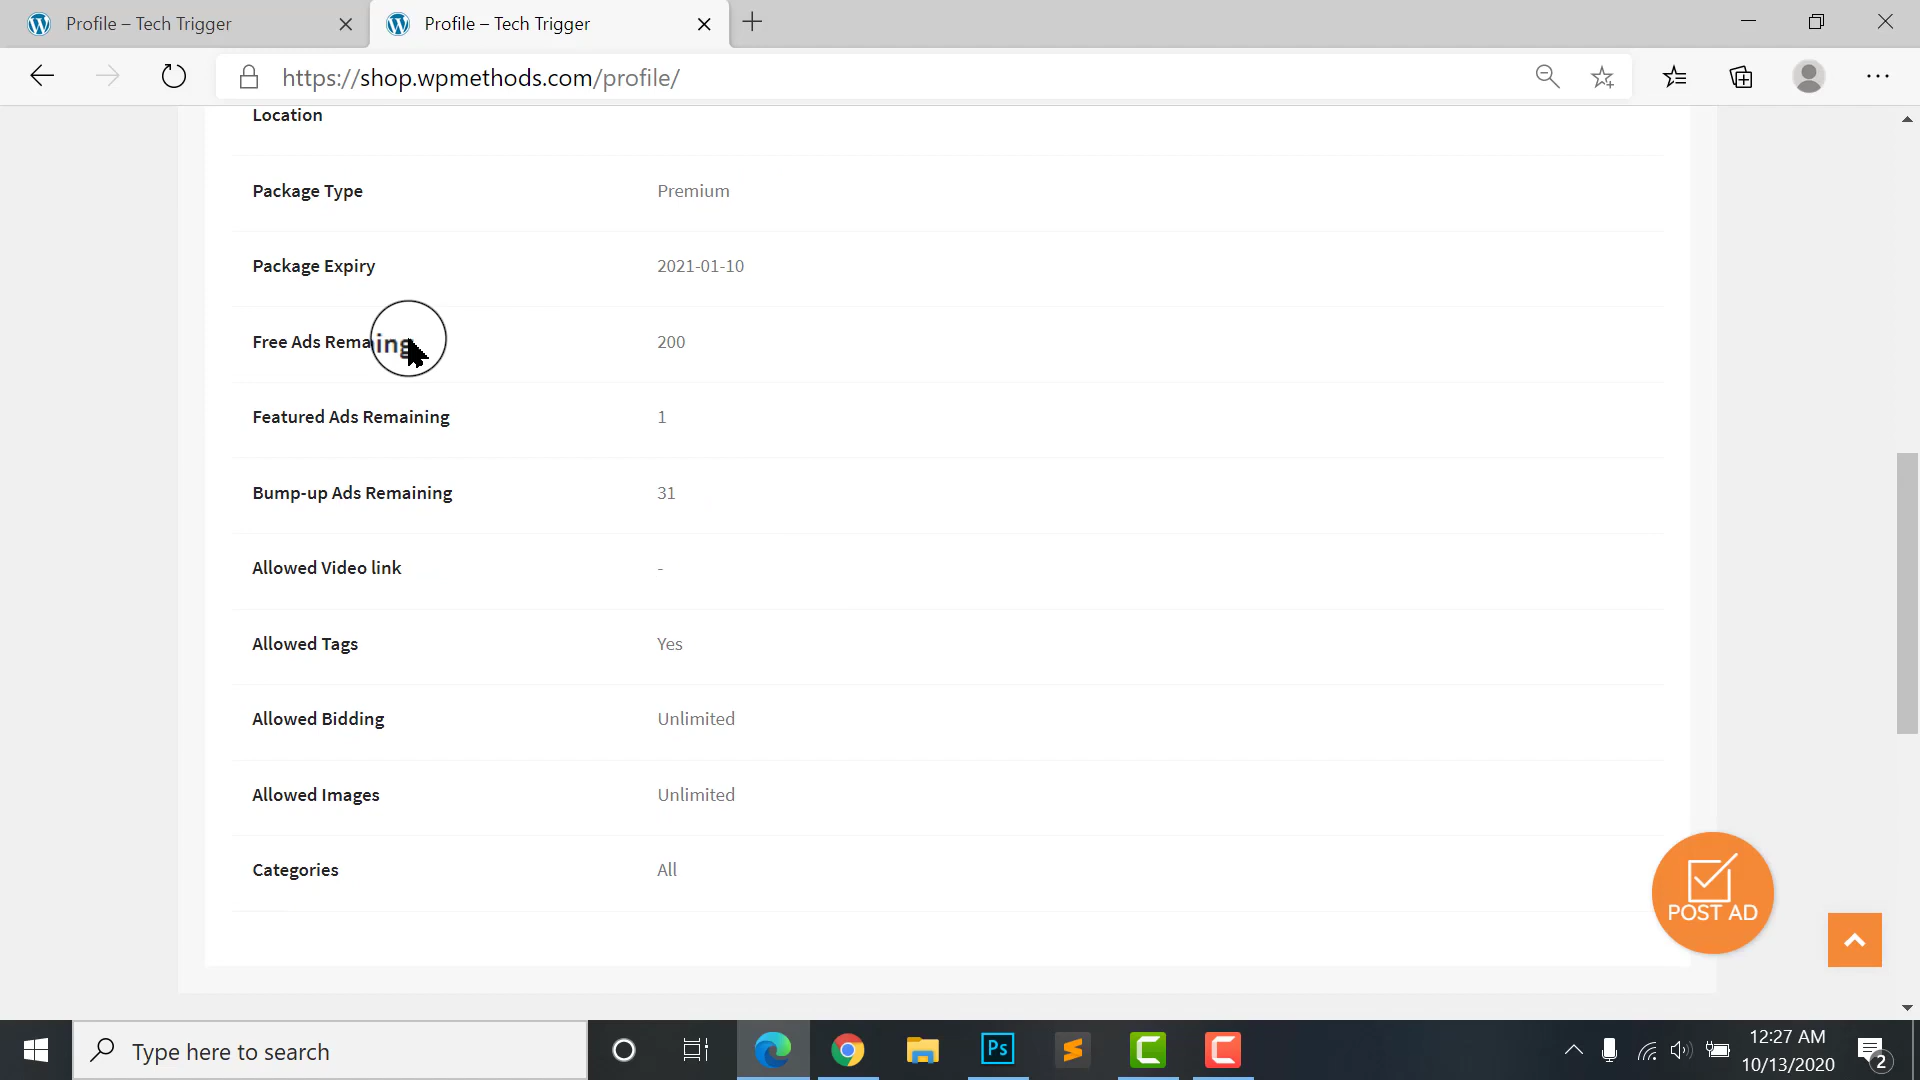 Profile – Tech Trigger
Profile – Tech Trigger
https://shop.wpmethods.com/profile/
Location
Package Type Premium
Package Expiry 2021-01-10
Free Ads Remaining 200
Featured Ads Remaining 1
Bump-up Ads Remaining 31
Allowed Video link -
Allowed Tags Yes
Allowed Bidding Unlimited
Allowed Images Unlimited
Categories All
POST AD
Type here to search
Ps
12:27 AM
10/13/2020
2